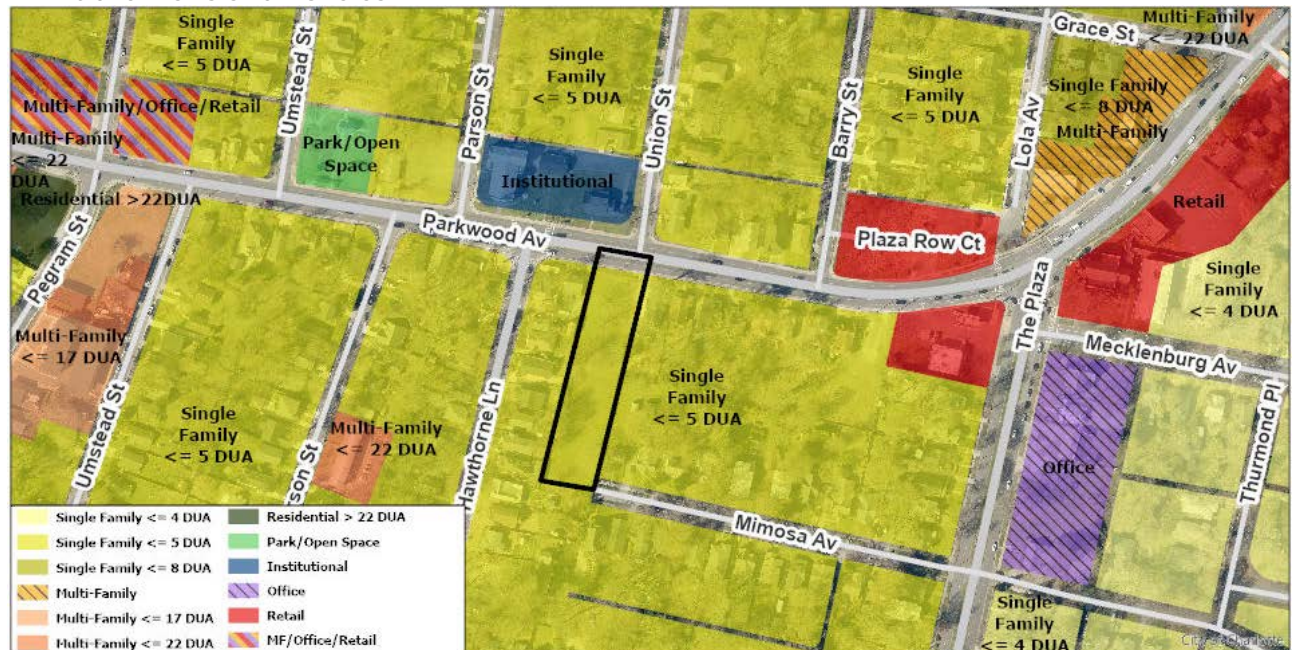 Single
Family
<= 5 DUA
Umstead St
Parson St
Single
Family
<= 5 DUA
Union St
Barry St
Single
Family
<= 5 DUA
Lola Av
Grace St
Multi-Family
<= 22 DUA
Single Family
<= 8 DUA
Multi-Family
Multi-Family/Office/Retail
Multi-Family
<= 22
DUA
Residential >22DUA
Park/Open
Space
Institutional
Retail
Pegram St
Parkwood Av
Plaza Row Ct
The Plaza
Single
Family
<= 4 DUA
Mecklenburg Av
Multi-Family
<= 17 DUA
Umstead St
Single
Family
<= 5 DUA
Multi-Family
<= 22 DUA
rson St
Hawthorne Ln
Single
Family
<= 5 DUA
Office
Thurmond Pl
Mimosa Av
Single
Family
<= 4 DUA
Single Family <= 4 DUA
Single Family <= 5 DUA
Single Family <= 8 DUA
Multi-Family
Multi-Family <= 17 DUA
Multi-Family <= 22 DUA
Residential > 22 DUA
Park/Open Space
Institutional
Office
Retail
MF/Office/Retail
City of Charlotte